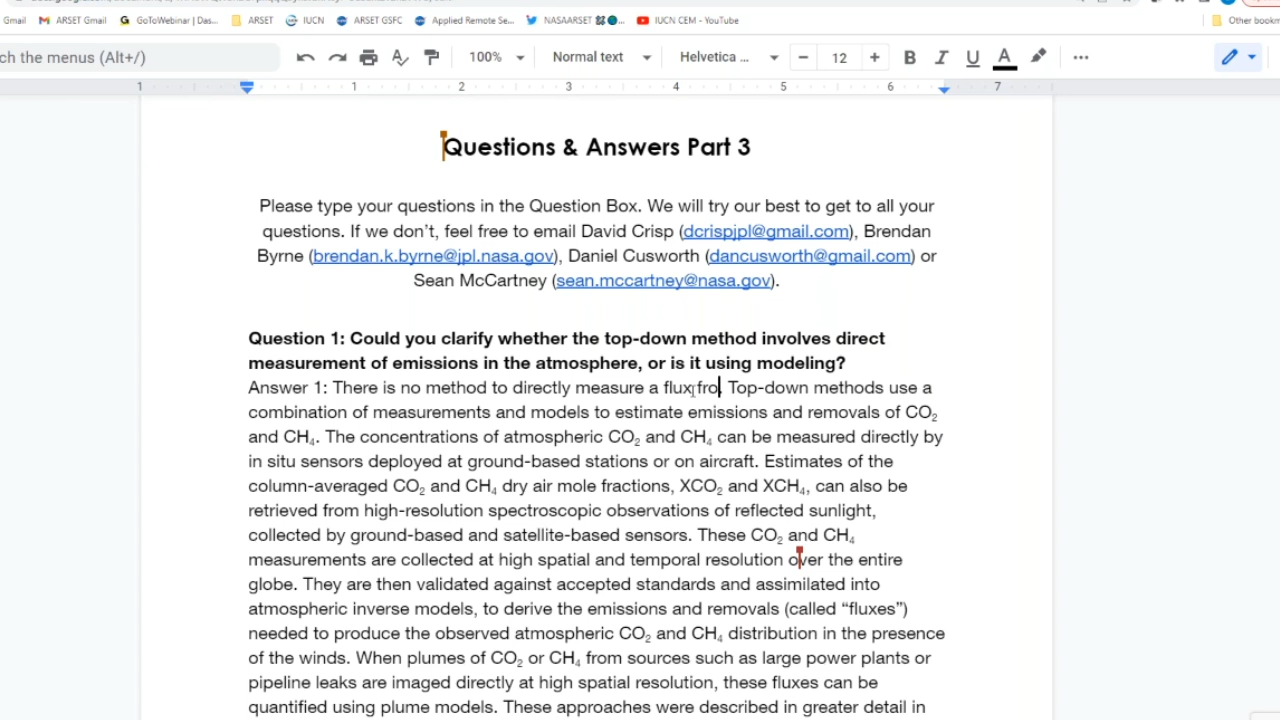 Gmail ARSET Gmail GoToWebinar | Das... ARSET IUCN ARSET GSFC Applied Remote Se... NASAARSET IUCN CEM - YouTube Other bookm
ch the menus (Alt+/) 100% Normal text Helvetica ... − 12 + B I U A
1 1 2 3 4 5 6 7
Questions & Answers Part 3
Please type your questions in the Question Box. We will try our best to get to all your
questions. If we don’t, feel free to email David Crisp (dcrispjpl@gmail.com), Brendan
Byrne (brendan.k.byrne@jpl.nasa.gov), Daniel Cusworth (dancusworth@gmail.com) or
Sean McCartney (sean.mccartney@nasa.gov).
Question 1: Could you clarify whether the top-down method involves direct
measurement of emissions in the atmosphere, or is it using modeling?
Answer 1: There is no method to directly measure a flux fro. Top-down methods use a
combination of measurements and models to estimate emissions and removals of CO₂
and CH₄. The concentrations of atmospheric CO₂ and CH₄ can be measured directly by
in situ sensors deployed at ground-based stations or on aircraft. Estimates of the
column-averaged CO₂ and CH₄ dry air mole fractions, XCO₂ and XCH₄, can also be
retrieved from high-resolution spectroscopic observations of reflected sunlight,
collected by ground-based and satellite-based sensors. These CO₂ and CH₄
measurements are collected at high spatial and temporal resolution over the entire
globe. They are then validated against accepted standards and assimilated into
atmospheric inverse models, to derive the emissions and removals (called “fluxes”)
needed to produce the observed atmospheric CO₂ and CH₄ distribution in the presence
of the winds. When plumes of CO₂ or CH₄ from sources such as large power plants or
pipeline leaks are imaged directly at high spatial resolution, these fluxes can be
quantified using plume models. These approaches were described in greater detail in